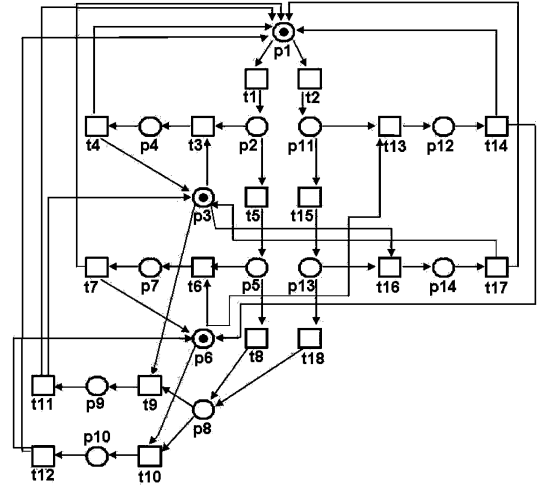 p1
t1 t2
t4 p4 t3 p2 p11 t13 p12 t14
p3 t5 t15
t7 p7 t6 p5 p13 t16 p14 t17
p6 t8 t18
t11 p9 t9 p8
p10
t12 t10